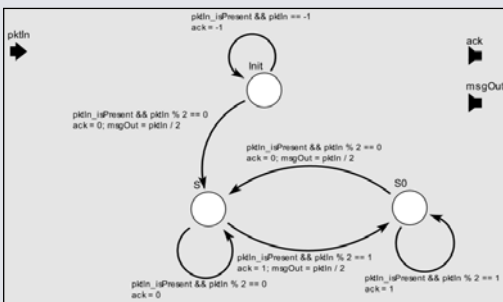 pktIn_isPresent && pktIn == -1
ack = -1
pktIn
ack
Init
msgOut
pktIn_isPresent && pktIn % 2 == 0
ack = 0; msgOut = pktIn / 2
pktIn_isPresent && pktIn % 2 == 0
ack = 0; msgOut = pktIn / 2
S
S0
pktIn_isPresent && pktIn % 2 == 1
ack = 1; msgOut = pktIn / 2
pktIn_isPresent && pktIn % 2 == 0
ack = 0
pktIn_isPresent && pktIn % 2 == 1
ack = 1